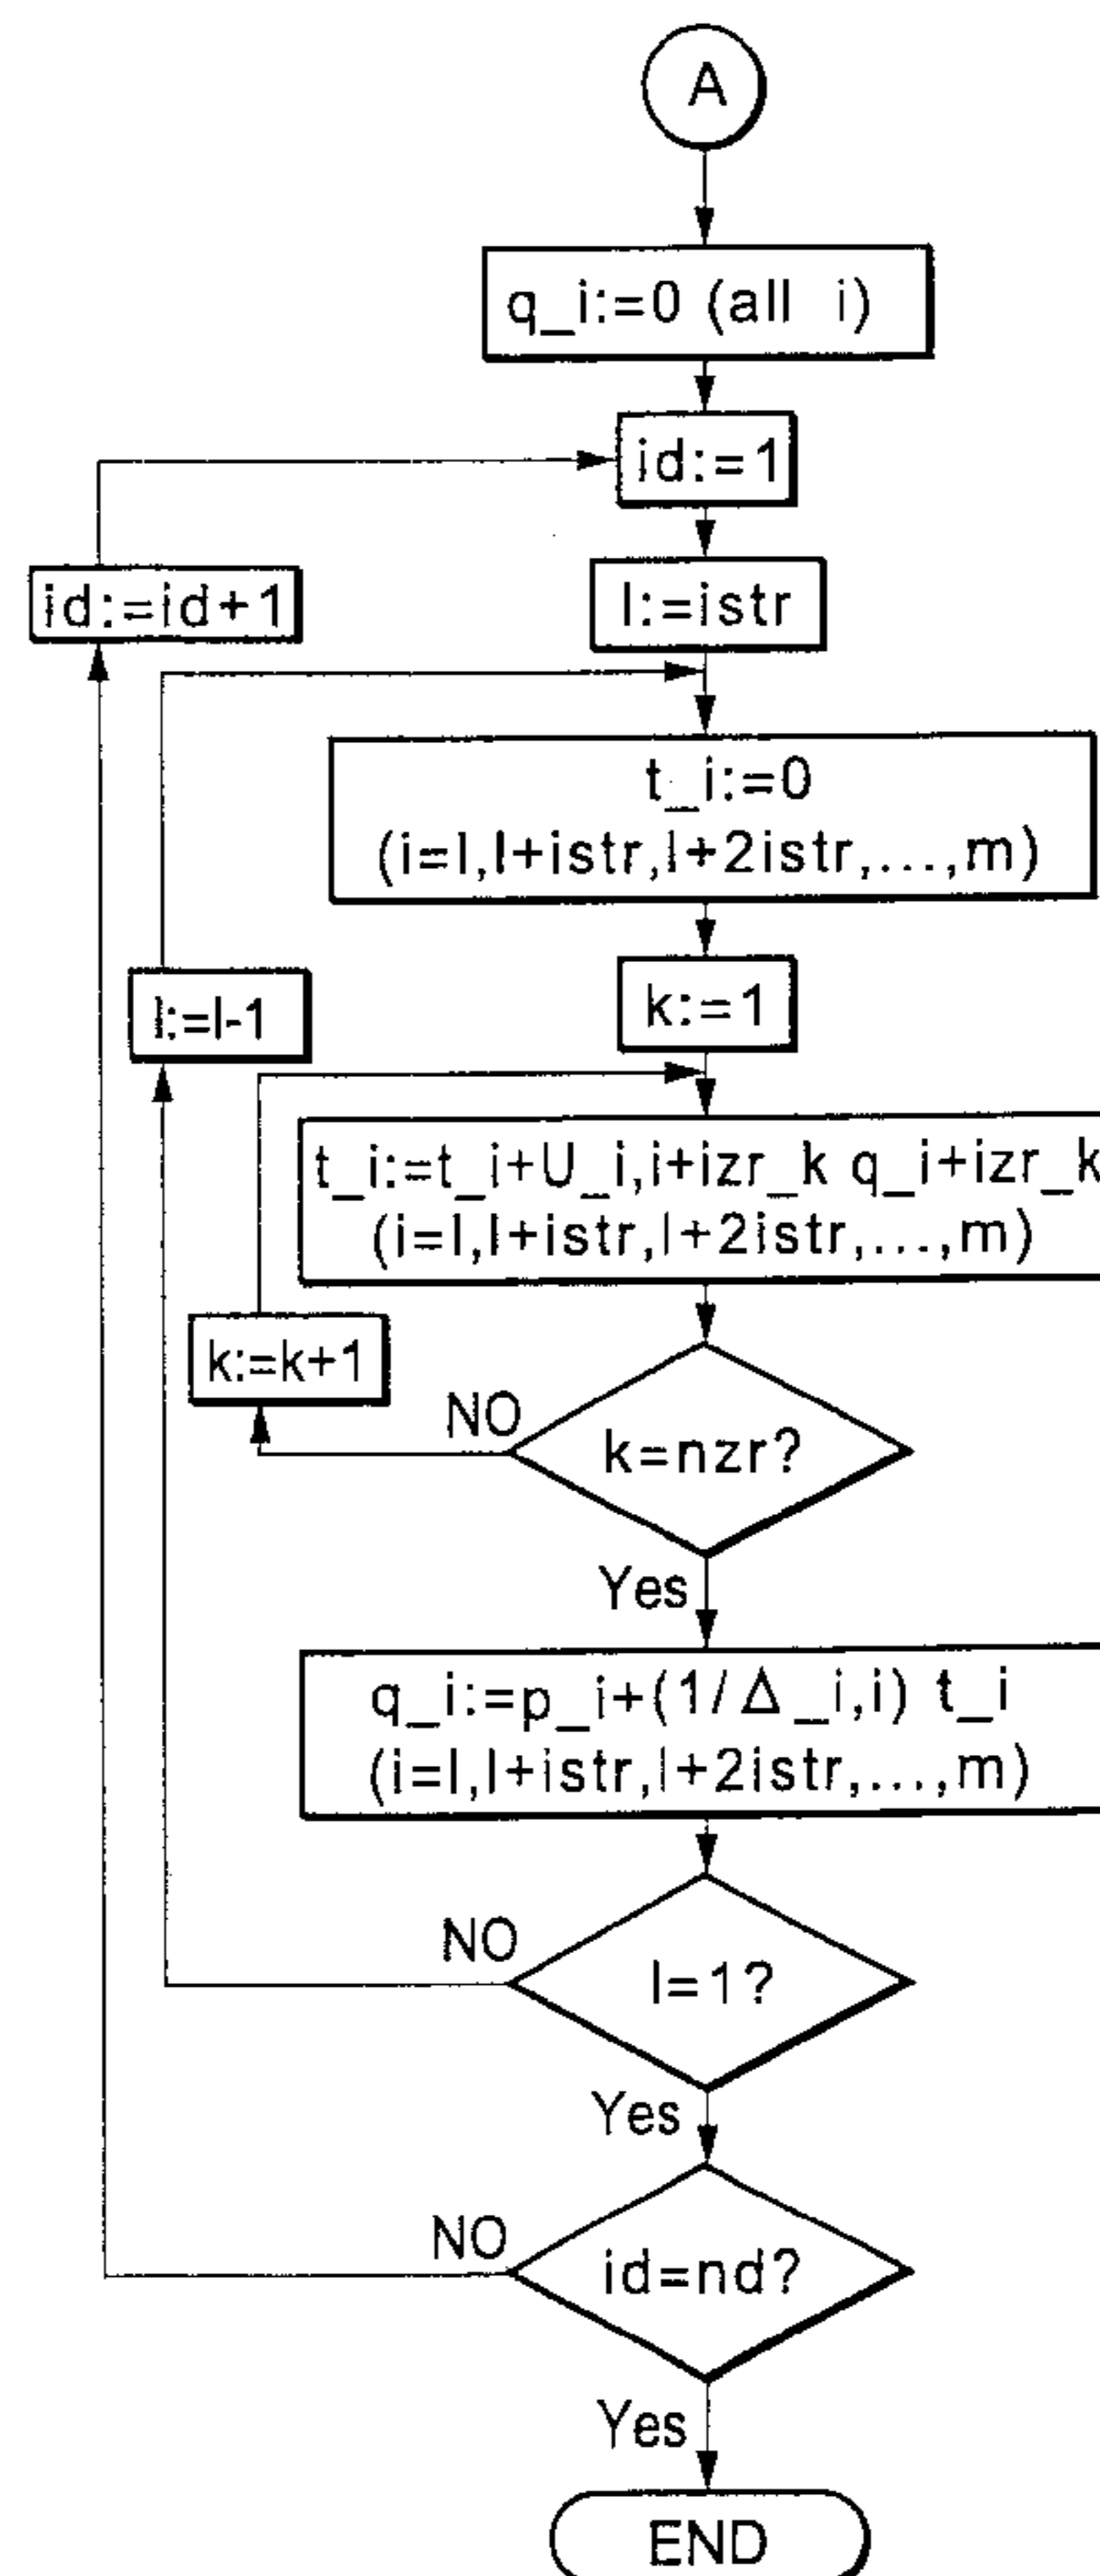 A
q_i:=0 (all i)
id:=1
id:=id+1
l:=istr
t_i:=0
(i=l,l+istr,l+2istr,...,m)
l:=l-1
k:=1
t_i:=t_i+U_i,i+izr_k q_i+izr_k
(i=l,l+istr,l+2istr,...,m)
k:=k+1
NO
k=nzr?
Yes
q_i:=p_i+(1/Δ_i,i) t_i
(i=l,l+istr,l+2istr,...,m)
NO
l=1?
Yes
NO
id=nd?
Yes
END